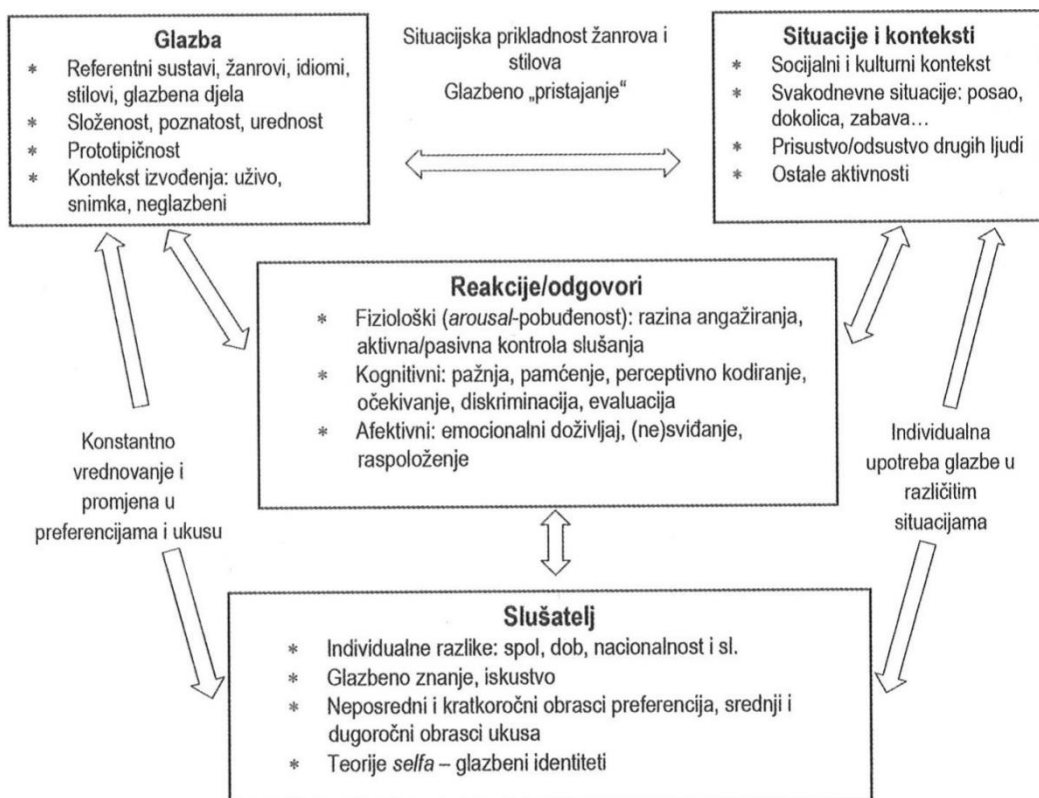 Glazba
* Referentni sustavi, žanrovi, idiomi,
stilovi, glazbena djela
* Složenost, poznatost, urednost
* Prototipičnost
* Kontekst izvođenja: uživo,
snimka, neglazbeni
Situacijska prikladnost žanrova i
stilova
Glazbeno „pristajanje“
Situacije i konteksti
* Socijalni i kulturni kontekst
* Svakodnevne situacije: posao,
dokolica, zabava…
* Prisustvo/odsustvo drugih ljudi
* Ostale aktivnosti
Reakcije/odgovori
* Fiziološki (arousal-pobuđenost): razina angažiranja,
aktivna/pasivna kontrola slušanja
* Kognitivni: pažnja, pamćenje, perceptivno kodiranje,
očekivanje, diskriminacija, evaluacija
* Afektivni: emocionalni doživljaj, (ne)sviđanje,
raspoloženje
Konstantno
vrednovanje i
promjena u
preferencijama i ukusu
Individualna
upotreba glazbe u
različitim
situacijama
Slušatelj
* Individualne razlike: spol, dob, nacionalnost i sl.
* Glazbeno znanje, iskustvo
* Neposredni i kratkoročni obrasci preferencija, srednji i
dugoročni obrasci ukusa
* Teorije selfa – glazbeni identiteti